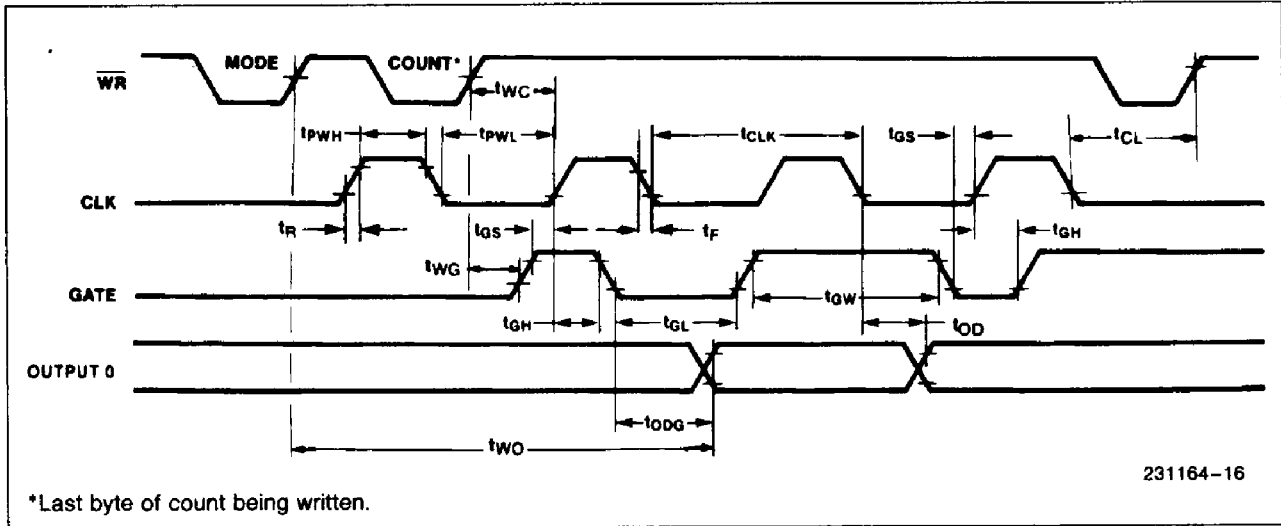 MODE COUNT*
WR
tWC
tPWH tPWL tCLK tGS tCL
CLK
tR tGS tF tGH
tWG
GATE
tGW
tGH tGL tOD
OUTPUT 0
tODG
tWO
231164-16
*Last byte of count being written.